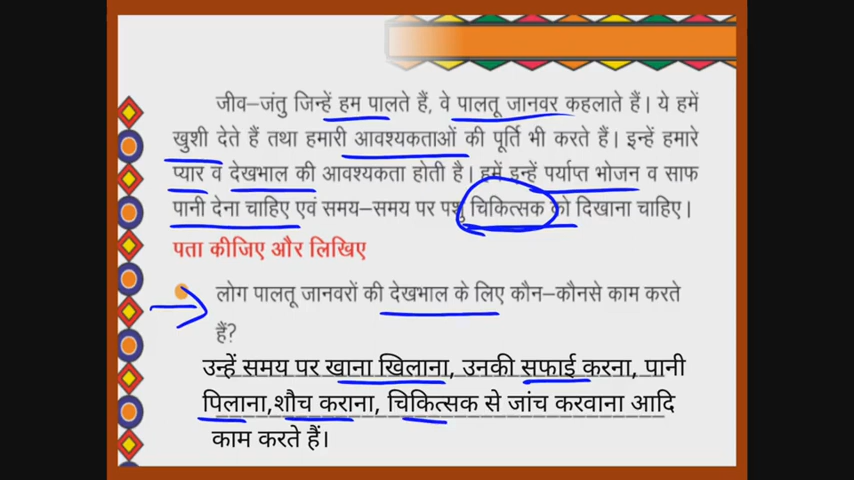 जीव–जंतु जिन्हें हम पालते हैं, वे पालतू जानवर कहलाते हैं। ये हमें
खुशी देते हैं तथा हमारी आवश्यकताओं की पूर्ति भी करते हैं। इन्हें हमारे
प्यार व देखभाल की आवश्यकता होती है। हमें इन्हें पर्याप्त भोजन व साफ
पानी देना चाहिए एवं समय–समय पर पशु चिकित्सक को दिखाना चाहिए।
पता कीजिए और लिखिए
लोग पालतू जानवरों की देखभाल के लिए कौन–कौनसे काम करते
हैं?
उन्हें समय पर खाना खिलाना, उनकी सफाई करना, पानी
पिलाना,शौच कराना, चिकित्सक से जांच करवाना आदि
काम करते हैं।